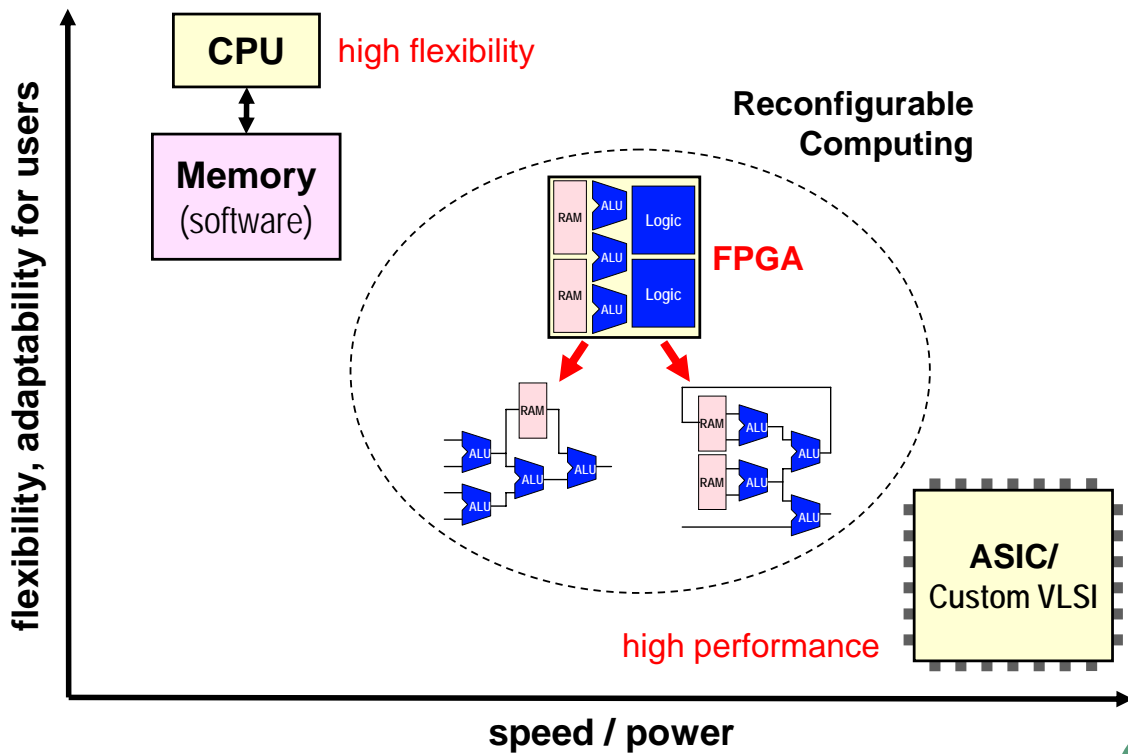 CPU
high flexibility
Memory
(software)
Reconfigurable
Computing
RAM
RAM
ALU
ALU
ALU
Logic
Logic
FPGA
RAM
ALU
ALU
ALU
ALU
RAM
RAM
ALU
ALU
ALU
ALU
ASIC/
Custom VLSI
high performance
flexibility, adaptability for users
speed / power